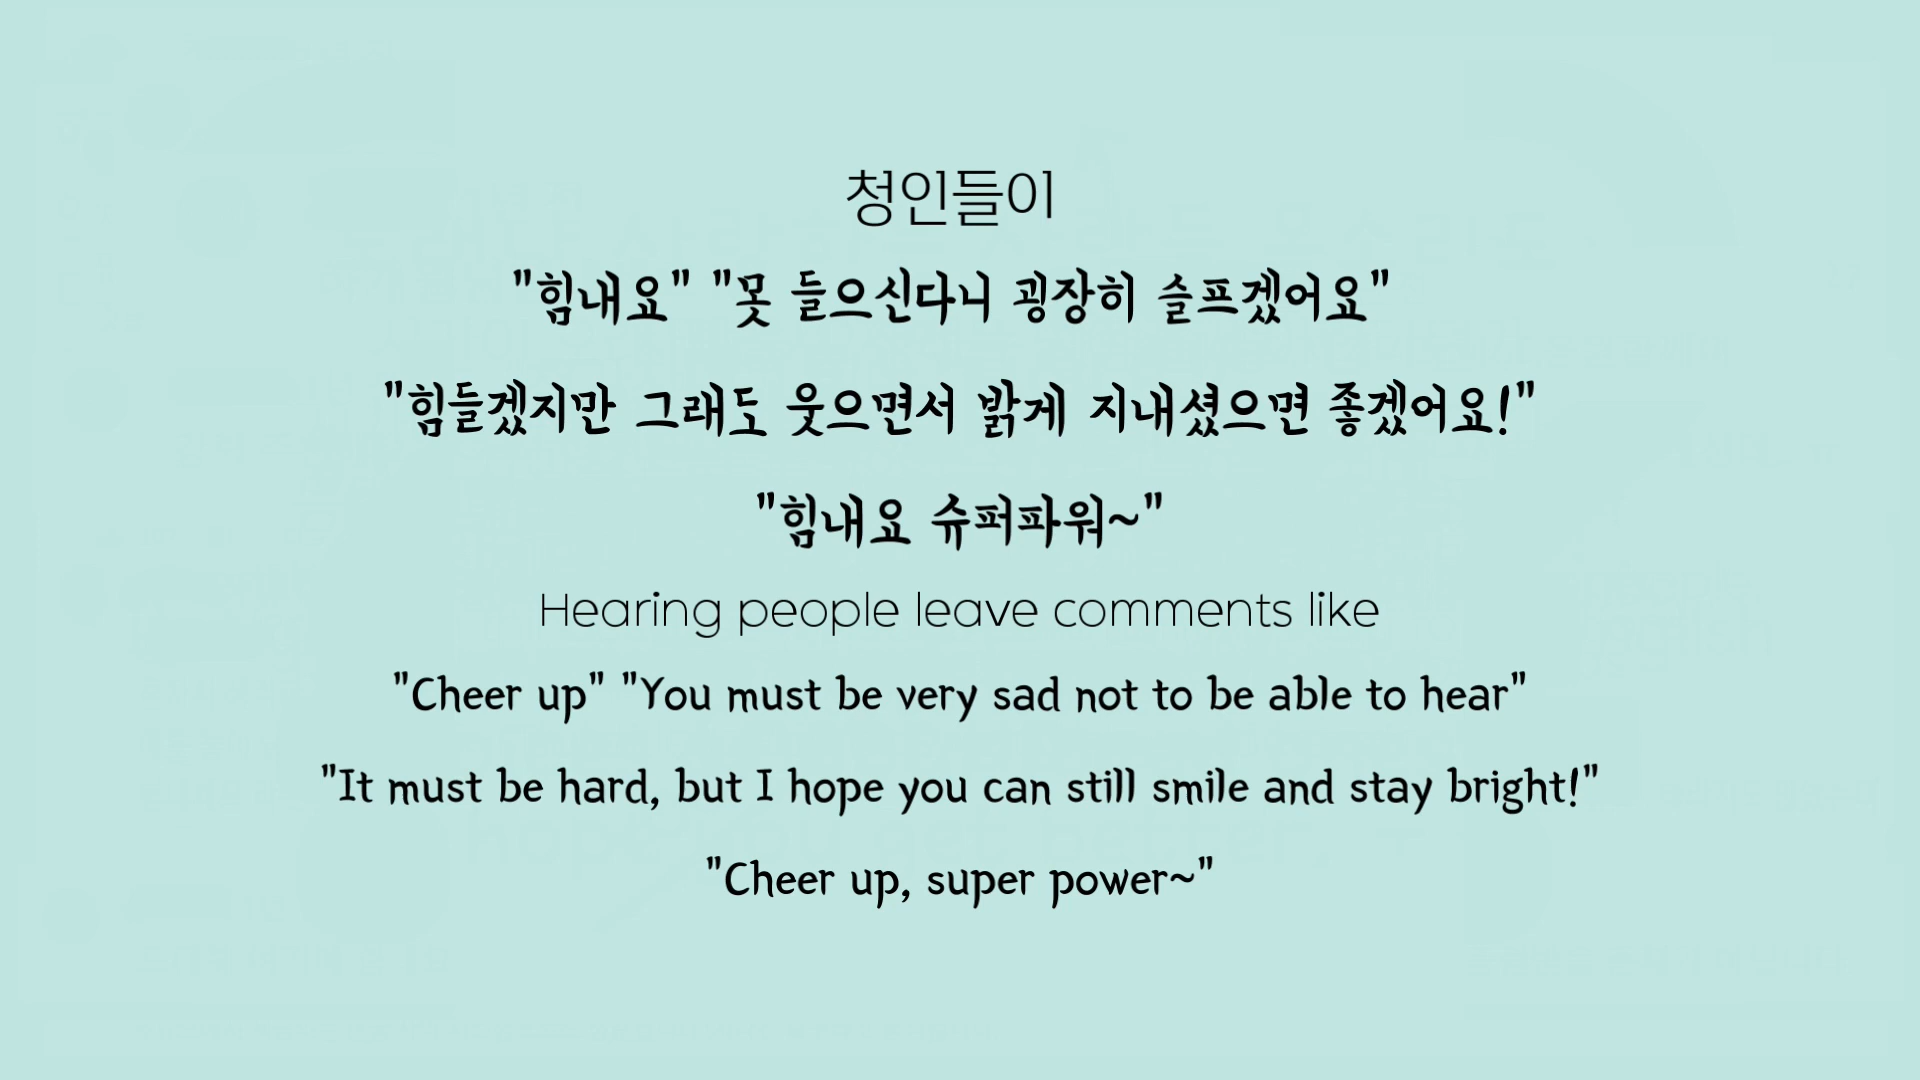 청인들이
"힘내요" "못 들으신다니 굉장히 슬프겠어요"
"힘들겠지만 그래도 웃으면서 밝게 지내셨으면 좋겠어요!"
"힘내요 슈퍼파워~"
Hearing people leave comments like
"Cheer up" "You must be very sad not to be able to hear"
"It must be hard, but I hope you can still smile and stay bright!"
hope you get better.
"Cheer up, super power~"